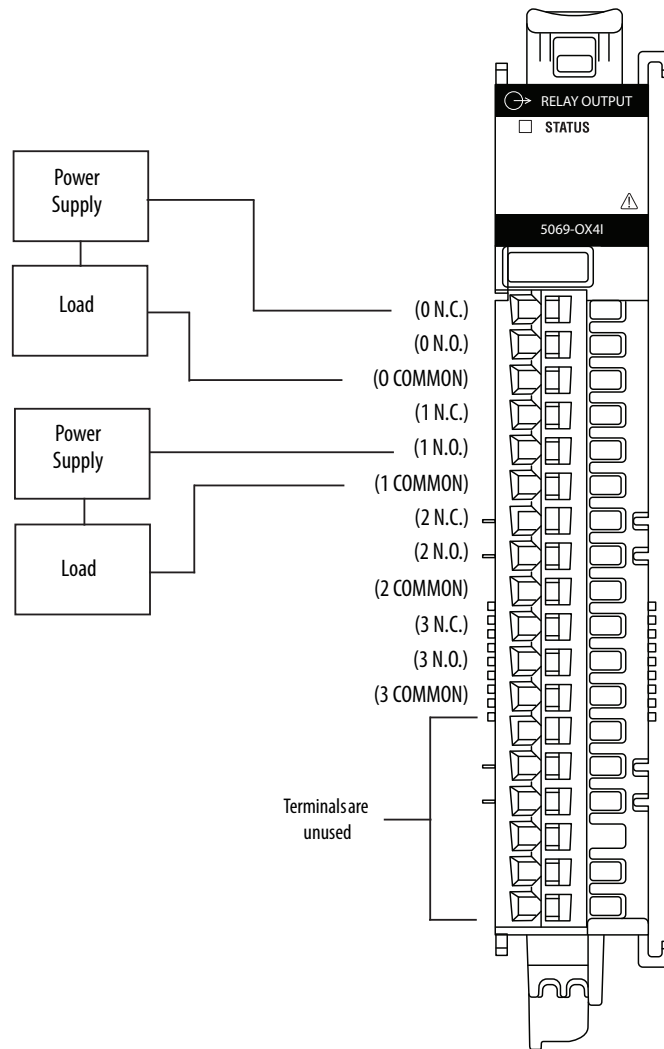 RELAY OUTPUT
STATUS
5069-OX4I
Power
Supply
Load
(0 N.C.)
(0 N.O.)
(0 COMMON)
(1 N.C.)
Power
Supply
(1 N.O.)
(1 COMMON)
(2 N.C.)
Load
(2 N.O.)
(2 COMMON)
(3 N.C.)
(3 N.O.)
(3 COMMON)
Terminals are
unused